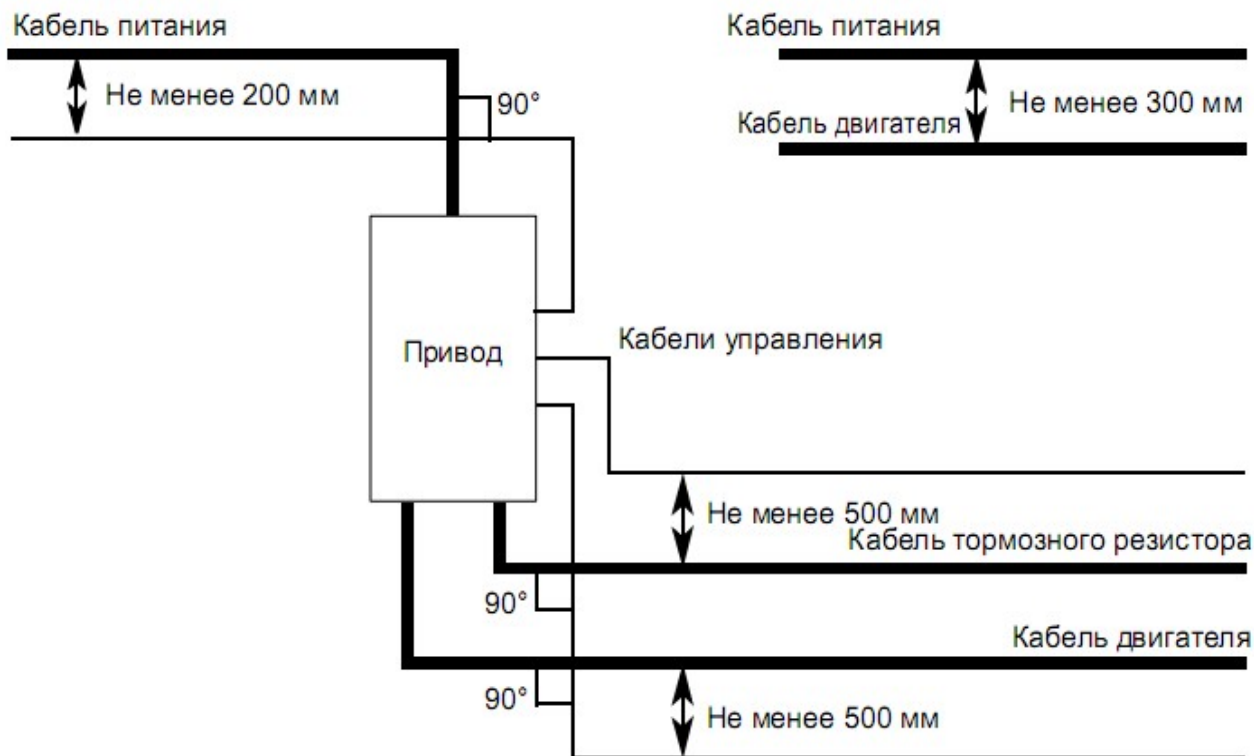 Кабель питания
Не менее 200 мм
90°
Кабель питания
Не менее 300 мм
Кабель двигателя
Привод
Кабели управления
Не менее 500 мм
Кабель тормозного резистора
90°
Кабель двигателя
90°
Не менее 500 мм